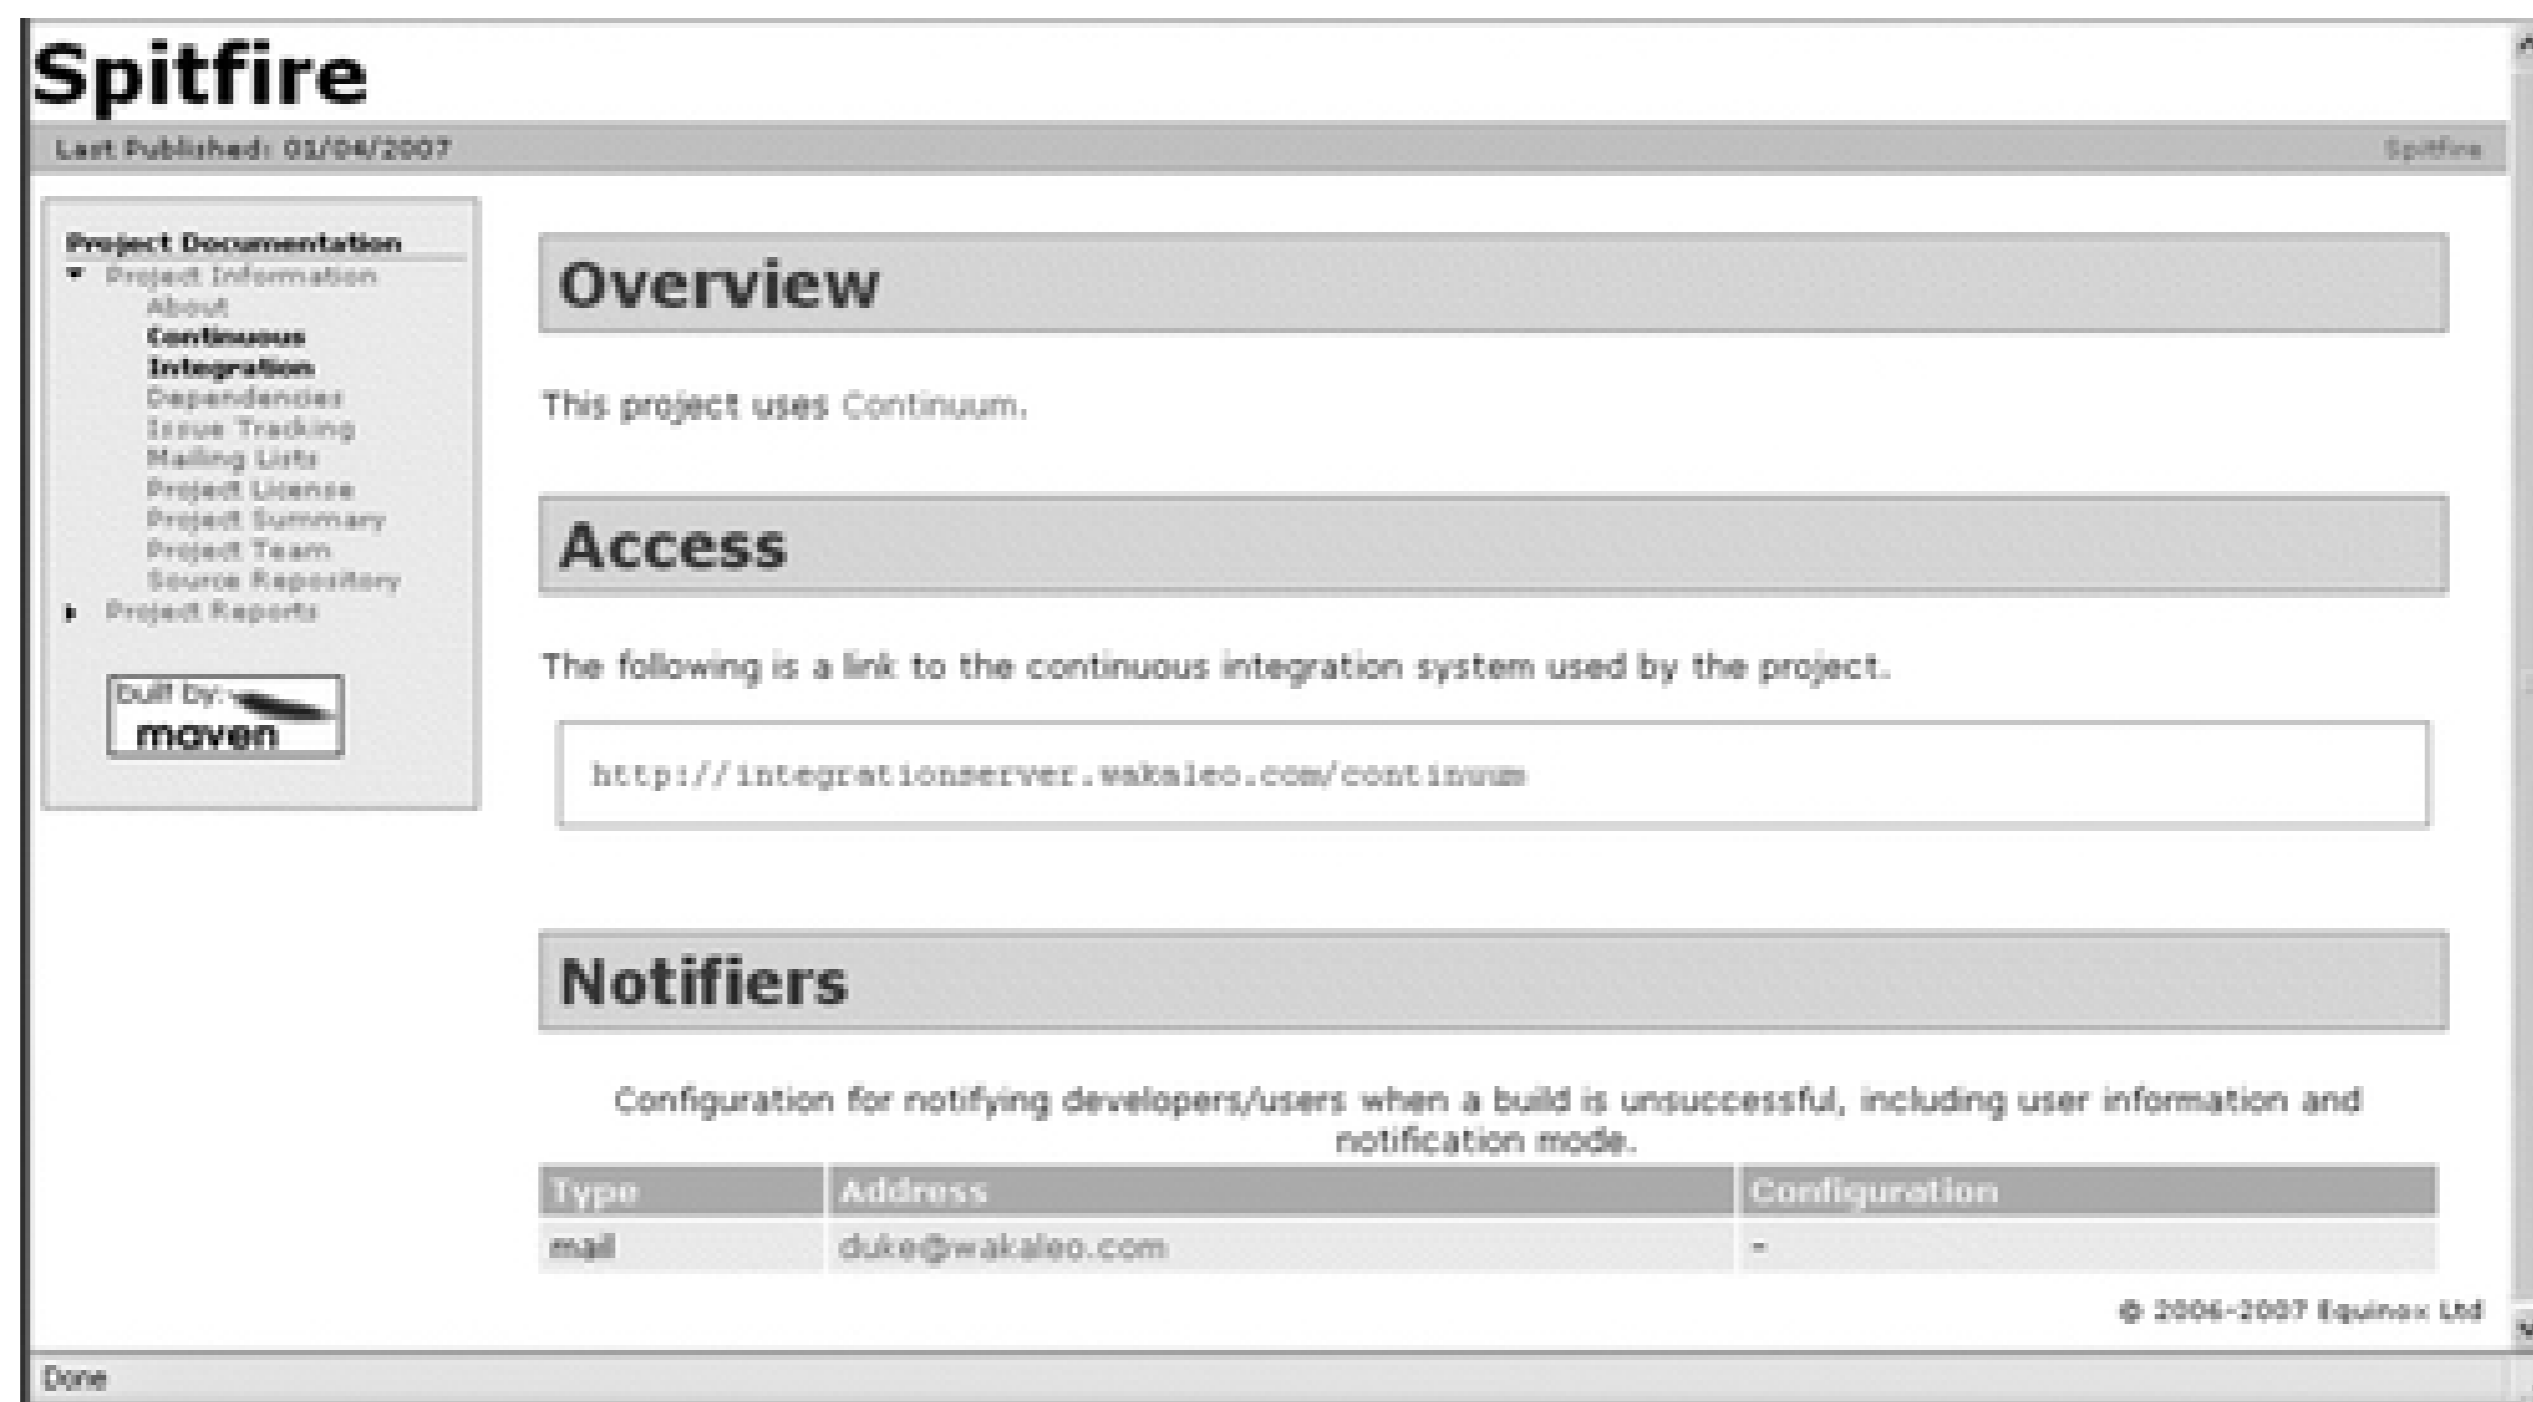 Spitfire
Last Published: 01/04/2007
Spitfire
Project Documentation
Project Information
About
Continuous
Integration
Dependencies
Issue Tracking
Mailing Lists
Project License
Project Summary
Project Team
Source Repository
Project Reports
built by:
maven
Overview
This project uses Continuum.
Access
The following is a link to the continuous integration system used by the project.
http://integrationserver.wakaleo.com/continuum
Notifiers
Configuration for notifying developers/users when a build is unsuccessful, including user information and
notification mode.
Type Address Configuration
mail duke@wakaleo.com -
© 2006-2007 Equinox Ltd
Done